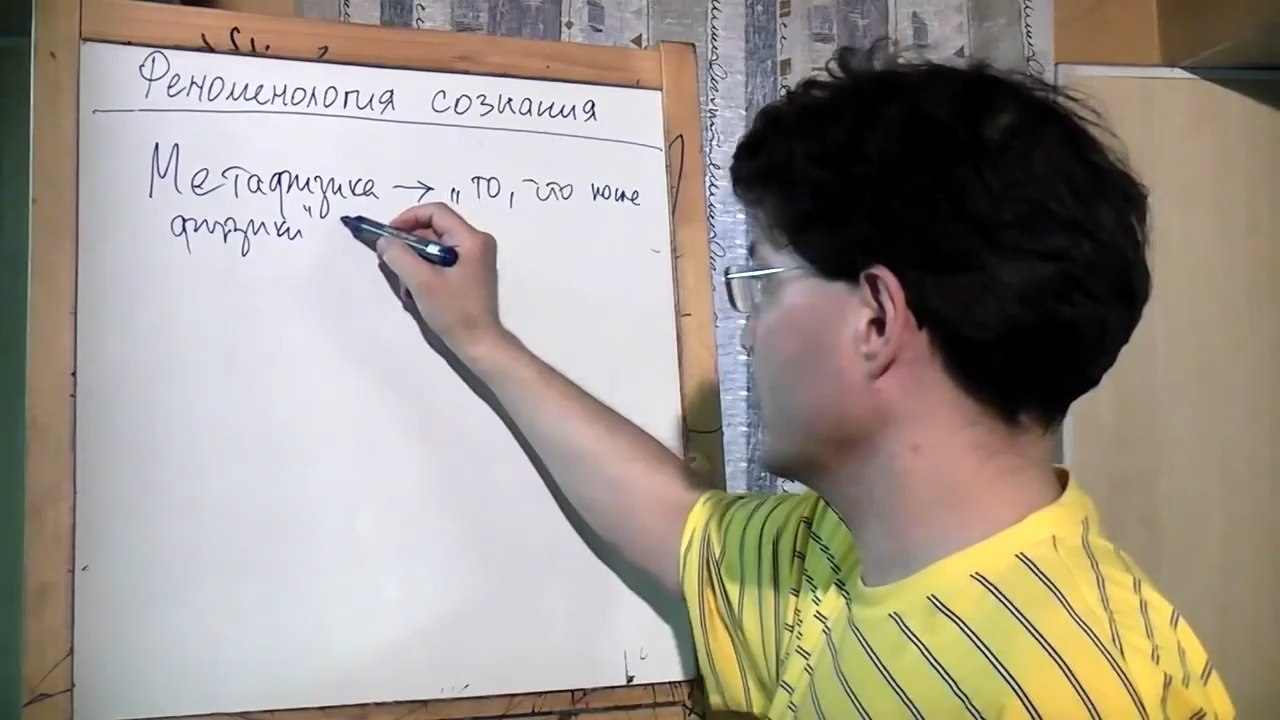 Феноменология сознания
Метафизика → „то, что после
физики"